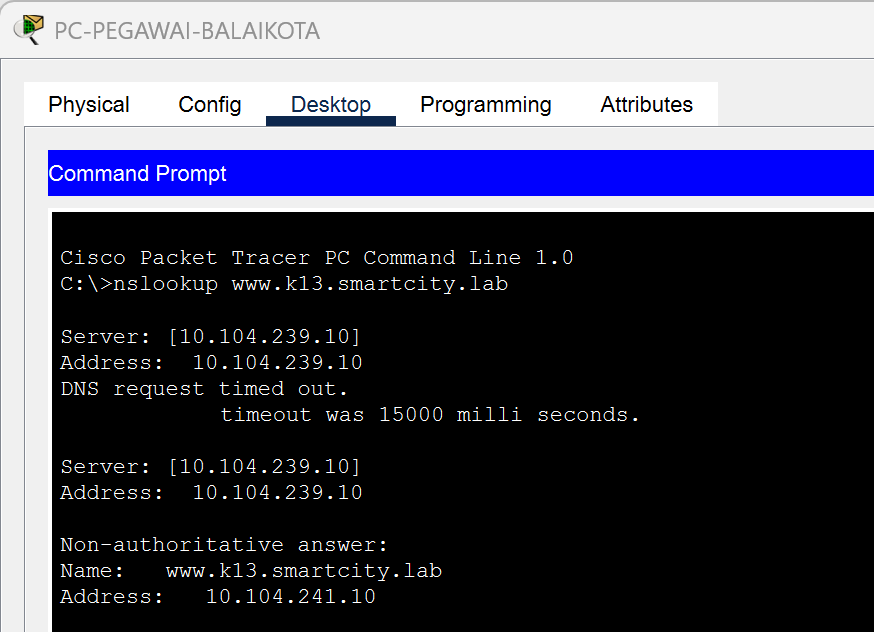 PC-PEGAWAI-BALAIKOTA
Physical Config Desktop Programming Attributes
Command Prompt
Cisco Packet Tracer PC Command Line 1.0
C:\>nslookup www.k13.smartcity.lab
Server: [10.104.239.10]
Address:  10.104.239.10
DNS request timed out.
timeout was 15000 milli seconds.
Server: [10.104.239.10]
Address:  10.104.239.10
Non-authoritative answer:
Name:   www.k13.smartcity.lab
Address:   10.104.241.10